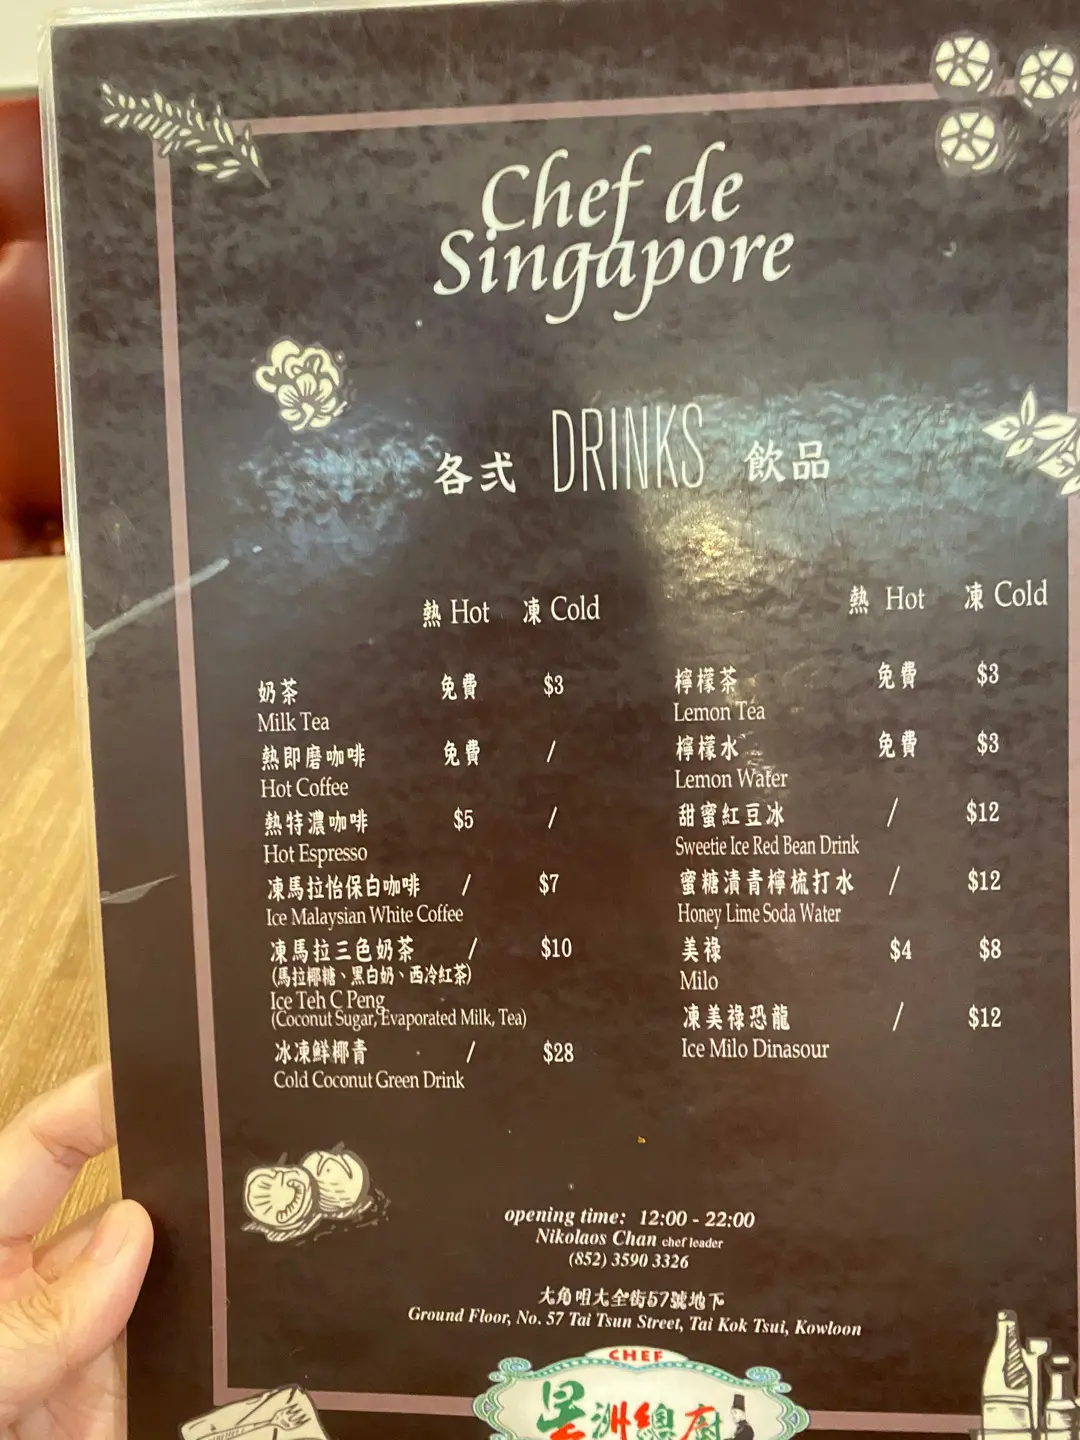 Chef de
Singapore
各式 DRINKS 飲品
熱 Hot 凍 Cold
奶茶 免費 $3
Milk Tea
熱即磨咖啡 免費 /
Hot Coffee
熱特濃咖啡 $5 /
Hot Espresso
凍馬拉怡保白咖啡 / $7
Ice Malaysian White Coffee
凍馬拉三色奶茶 / $10
(馬拉椰糖、黑白奶、西冷紅茶)
Ice Teh C Peng
(Coconut Sugar, Evaporated Milk, Tea)
冰凍鮮椰青 / $28
Cold Coconut Green Drink
熱 Hot 凍 Cold
檸檬茶 免費 $3
Lemon Tea
檸檬水 免費 $3
Lemon Water
甜蜜紅豆冰 / $12
Sweetie Ice Red Bean Drink
蜜糖漬青檸梳打水 / $12
Honey Lime Soda Water
美祿 $4 $8
Milo
凍美祿恐龍 / $12
Ice Milo Dinasour
opening time: 12:00 - 22:00
Nikolaos Chan chef leader
(852) 3590 3326
大角咀大全街57號地下
Ground Floor, No. 57 Tai Tsun Street, Tai Kok Tsui, Kowloon
CHEF
星洲總廚